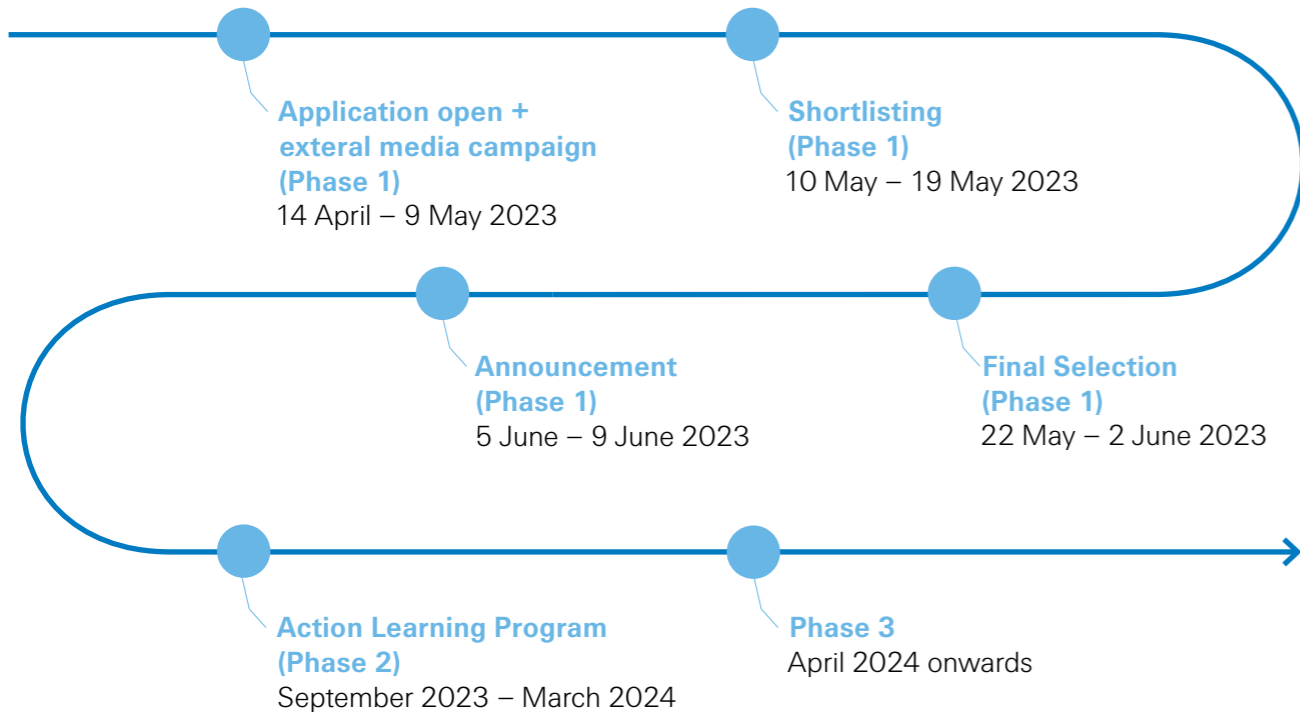 Application open +
exteral media campaign
(Phase 1)
14 April – 9 May 2023
Shortlisting
(Phase 1)
10 May – 19 May 2023
Final Selection
(Phase 1)
22 May – 2 June 2023
Announcement
(Phase 1)
5 June – 9 June 2023
Action Learning Program
(Phase 2)
September 2023 – March 2024
Phase 3
April 2024 onwards